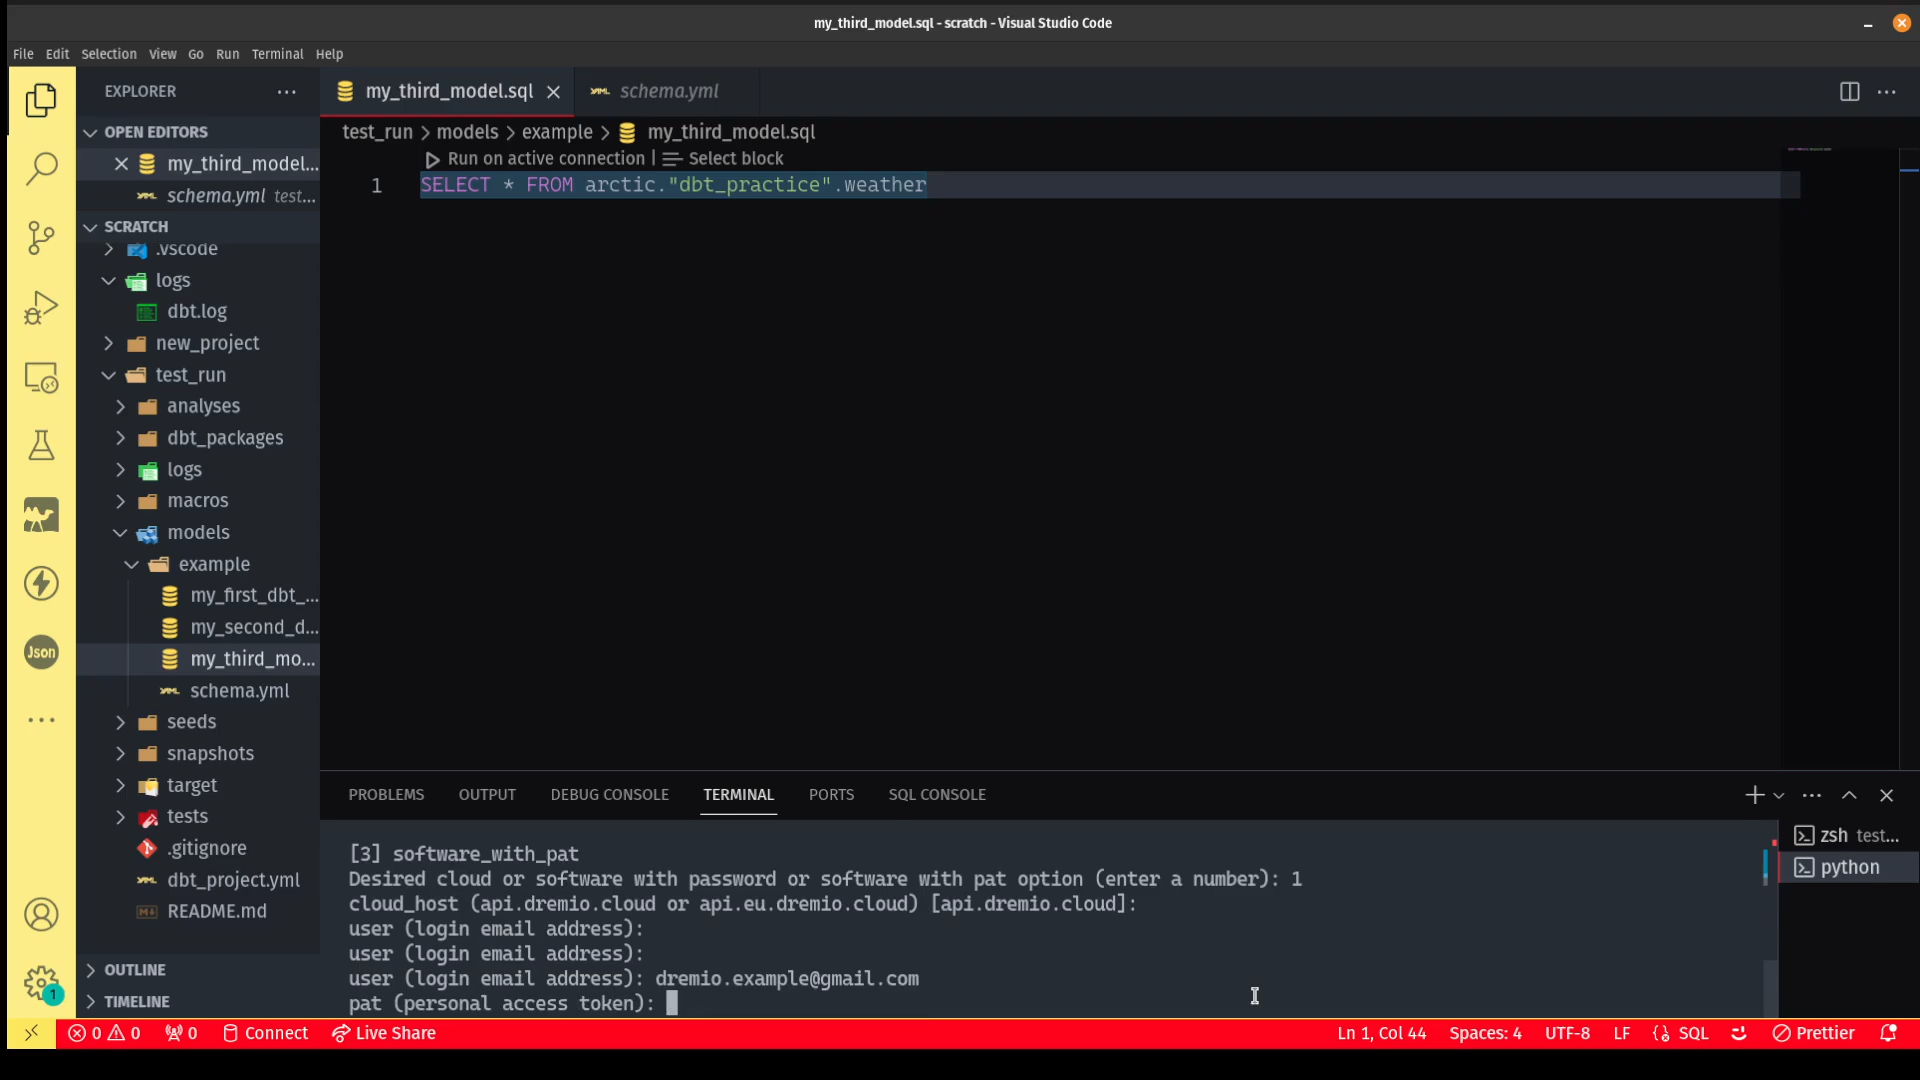 my_third_model.sql - scratch - Visual Studio Code
File Edit Selection View Go Run Terminal Help
EXPLORER
OPEN EDITORS
my_third_model...
schema.yml test...
SCRATCH
.vscode
logs
dbt.log
new_project
test_run
analyses
dbt_packages
logs
macros
models
example
my_first_dbt_...
my_second_d...
my_third_mo...
schema.yml
seeds
snapshots
target
tests
.gitignore
dbt_project.yml
README.md
OUTLINE
TIMELINE
Json
1
my_third_model.sql
schema.yml
test_run > models > example > my_third_model.sql
Run on active connection | Select block
1 SELECT * FROM arctic."dbt_practice".weather
PROBLEMS OUTPUT DEBUG CONSOLE TERMINAL PORTS SQL CONSOLE
[3] software_with_pat
Desired cloud or software with password or software with pat option (enter a number): 1
cloud_host (api.dremio.cloud or api.eu.dremio.cloud) [api.dremio.cloud]:
user (login email address):
user (login email address):
user (login email address): dremio.example@gmail.com
pat (personal access token):
zsh test...
python
0 0 0 Connect Live Share
Ln 1, Col 44 Spaces: 4 UTF-8 LF SQL Prettier